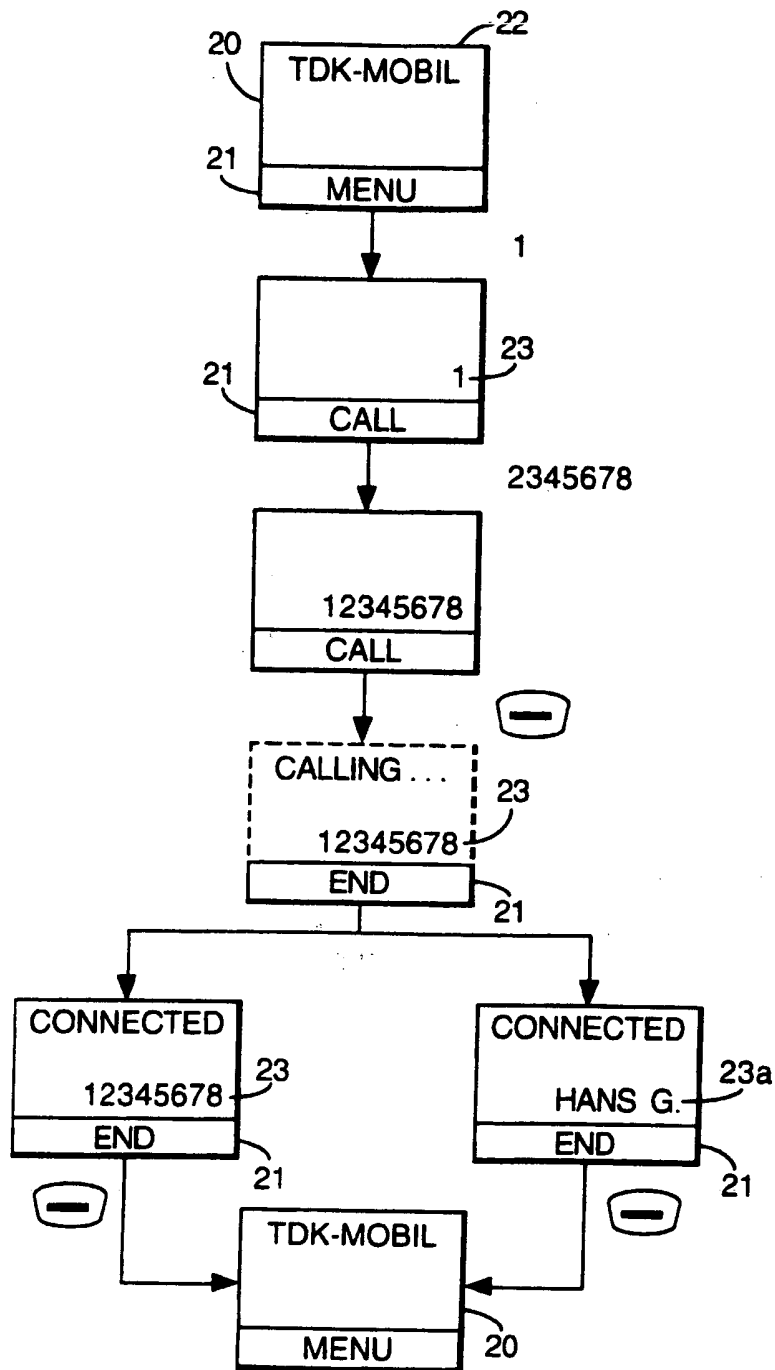 22
20
TDK-MOBIL
21
MENU
1
23
1
21
CALL
2345678
12345678
CALL
CALLING...
23
12345678
END
21
CONNECTED
CONNECTED
23
23a
12345678
HANS G.
END
END
21
21
TDK-MOBIL
20
MENU